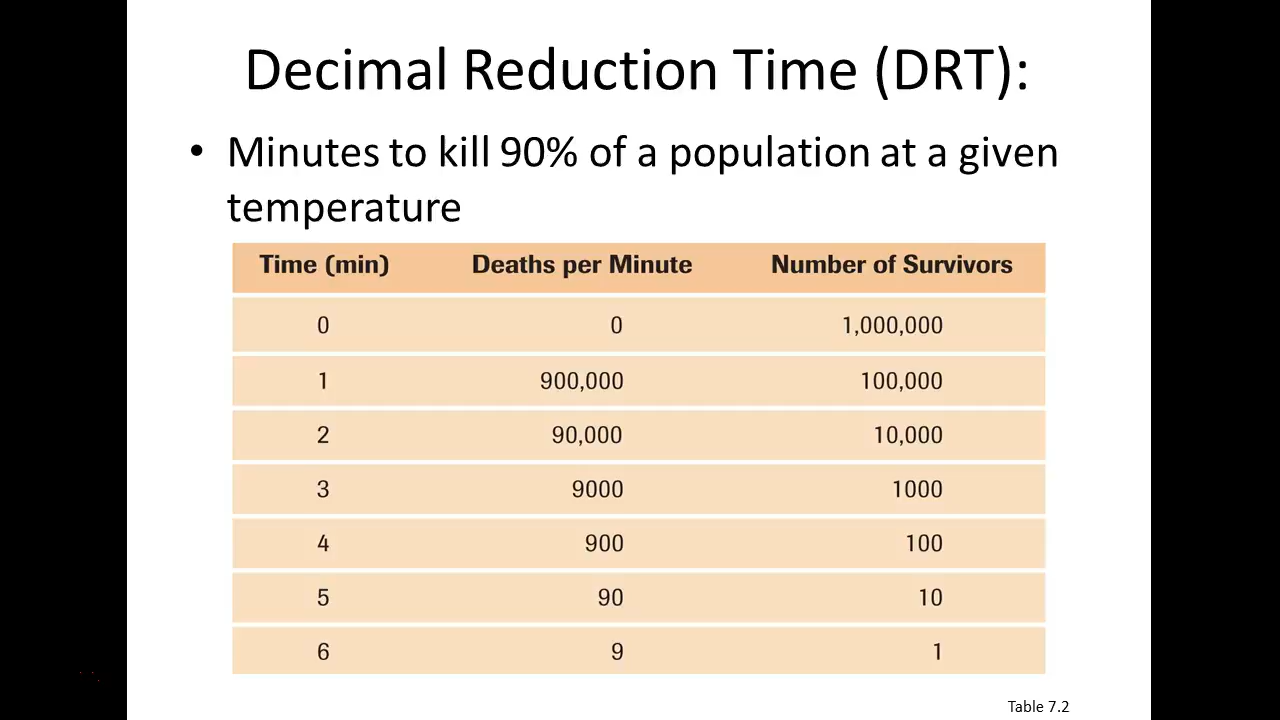 Decimal Reduction Time (DRT):
• Minutes to kill 90% of a population at a given
temperature
Time (min) Deaths per Minute Number of Survivors
0 0 1,000,000
1 900,000 100,000
2 90,000 10,000
3 9000 1000
4 900 100
5 90 10
6 9 1
Table 7.2